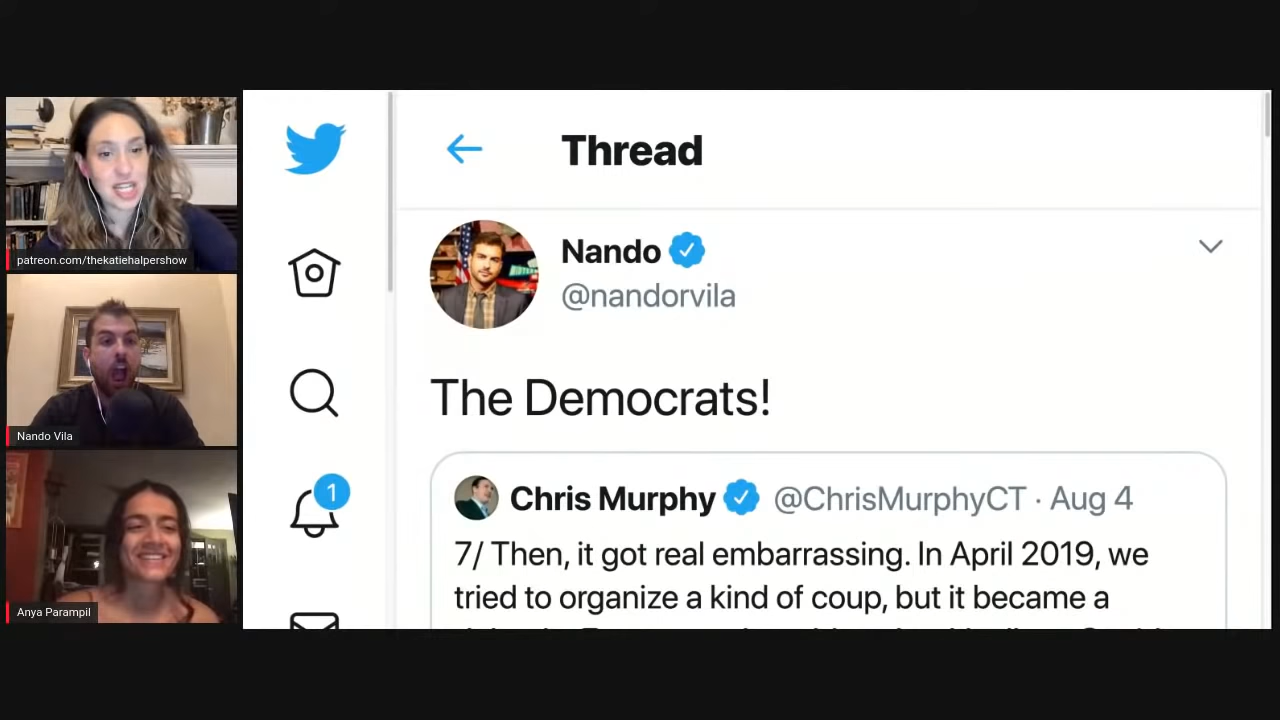 patreon.com/thekatiehalpershow
Nando Vila
Anya Parampil
Thread
Nando
@nandorvila
The Democrats!
1
Chris Murphy @ChrisMurphyCT · Aug 4
7/ Then, it got real embarrassing. In April 2019, we
tried to organize a kind of coup, but it became a